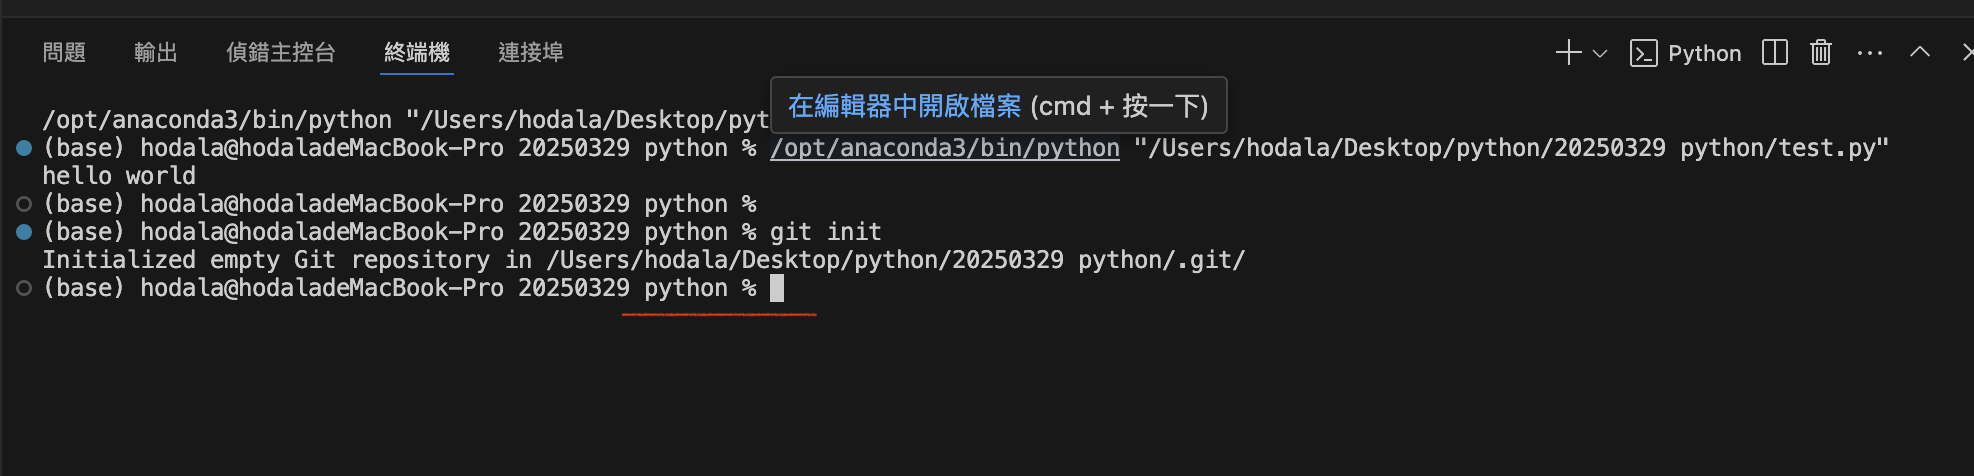 問題 輸出 偵錯主控台 終端機 連接埠 Python
在編輯器中開啟檔案 (cmd + 按一下)
/opt/anaconda3/bin/python "/Users/hodala/Desktop/pyt
(base) hodala@hodaladeMacBook-Pro 20250329 python % /opt/anaconda3/bin/python "/Users/hodala/Desktop/python/20250329 python/test.py"
hello world
(base) hodala@hodaladeMacBook-Pro 20250329 python %
(base) hodala@hodaladeMacBook-Pro 20250329 python % git init
Initialized empty Git repository in /Users/hodala/Desktop/python/20250329 python/.git/
(base) hodala@hodaladeMacBook-Pro 20250329 python %